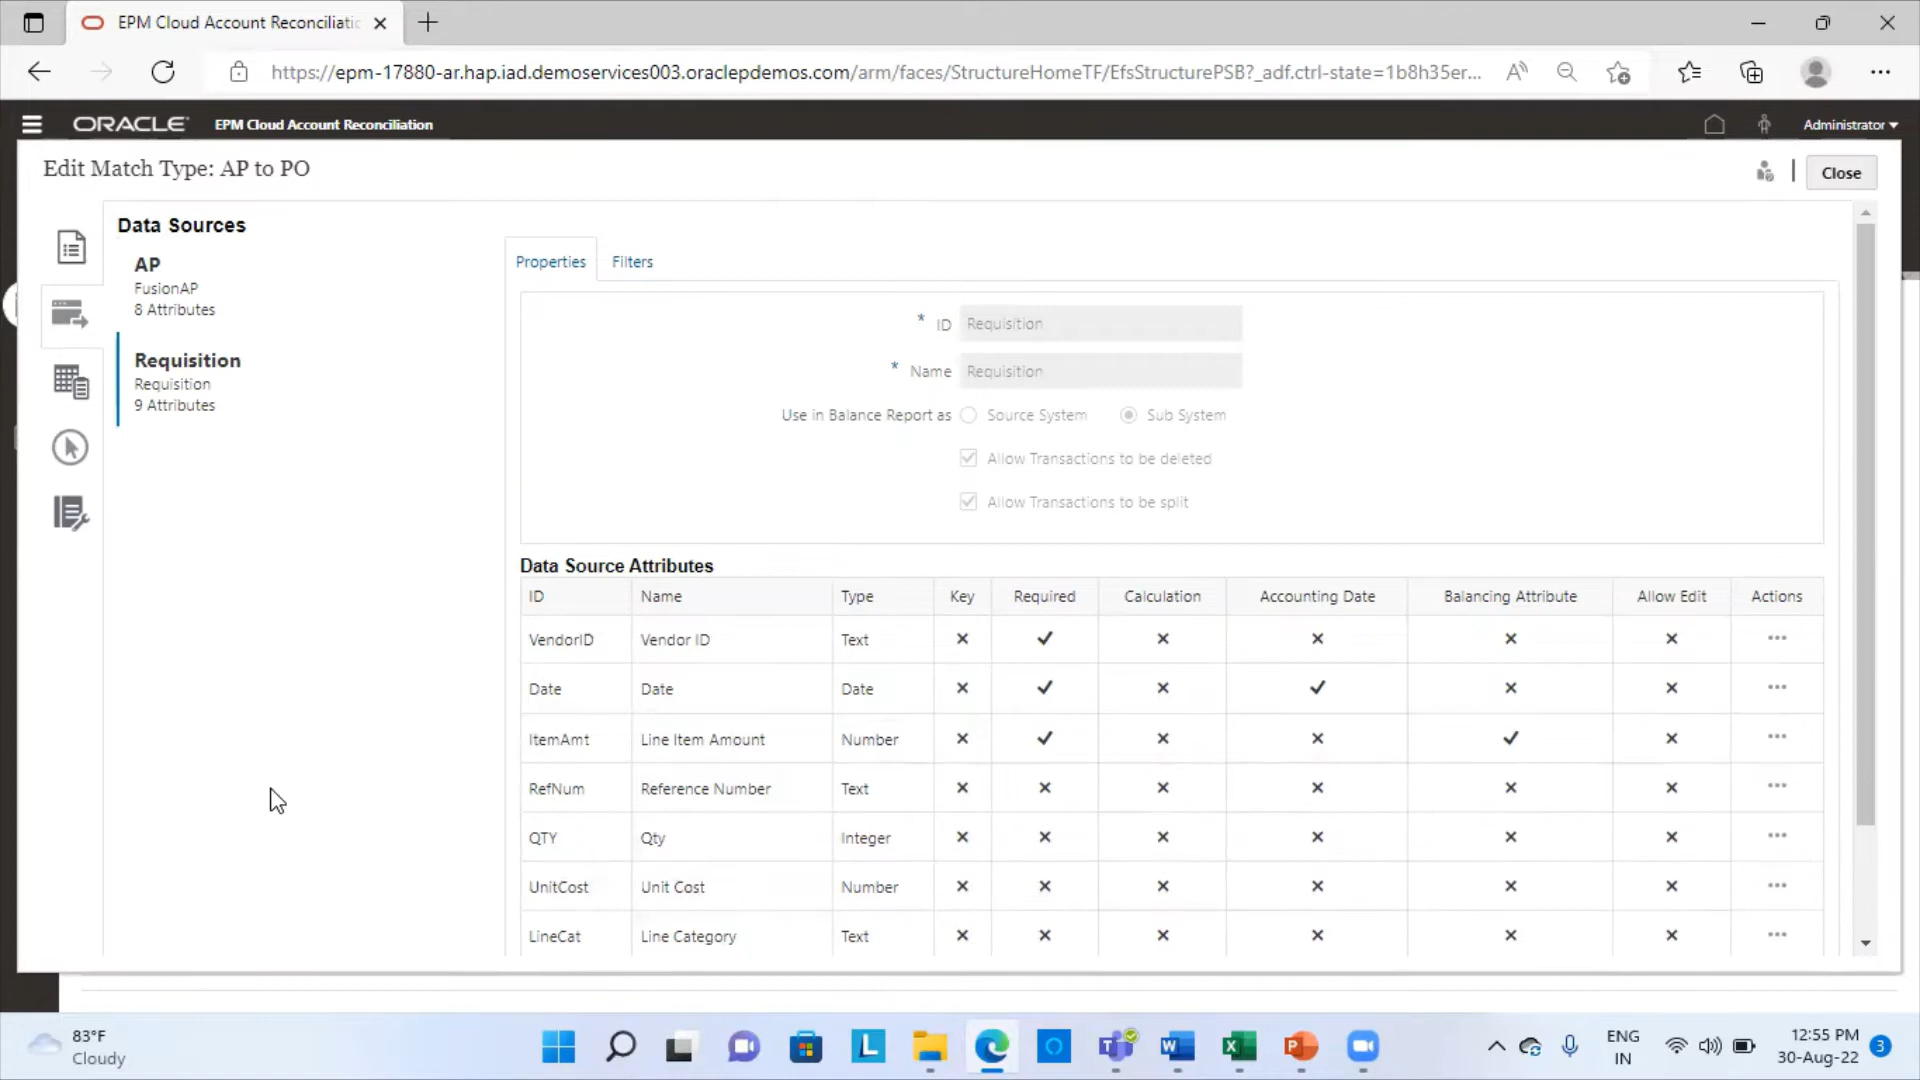 EPM Cloud Account Reconciliatic
https://epm-17880-ar.hap.iad.demoservices003.oraclepdemos.com/arm/faces/StructureHomeTF/EfsStructurePSB?_adf.ctrl-state=1b8h35er...
ORACLE EPM Cloud Account Reconciliation Administrator
Edit Match Type: AP to PO
Close
Data Sources
AP
FusionAP
8 Attributes
Requisition
Requisition
9 Attributes
Properties Filters
* ID Requisition
* Name Requisition
Use in Balance Report as Source System Sub System
Allow Transactions to be deleted
Allow Transactions to be split
Data Source Attributes
ID Name Type Key Required Calculation Accounting Date Balancing Attribute Allow Edit Actions
VendorID Vendor ID Text
Date Date Date
ItemAmt Line Item Amount Number
RefNum Reference Number Text
QTY Qty Integer
UnitCost Unit Cost Number
LineCat Line Category Text
83°F
Cloudy
ENG
IN
12:55 PM
30-Aug-22
3